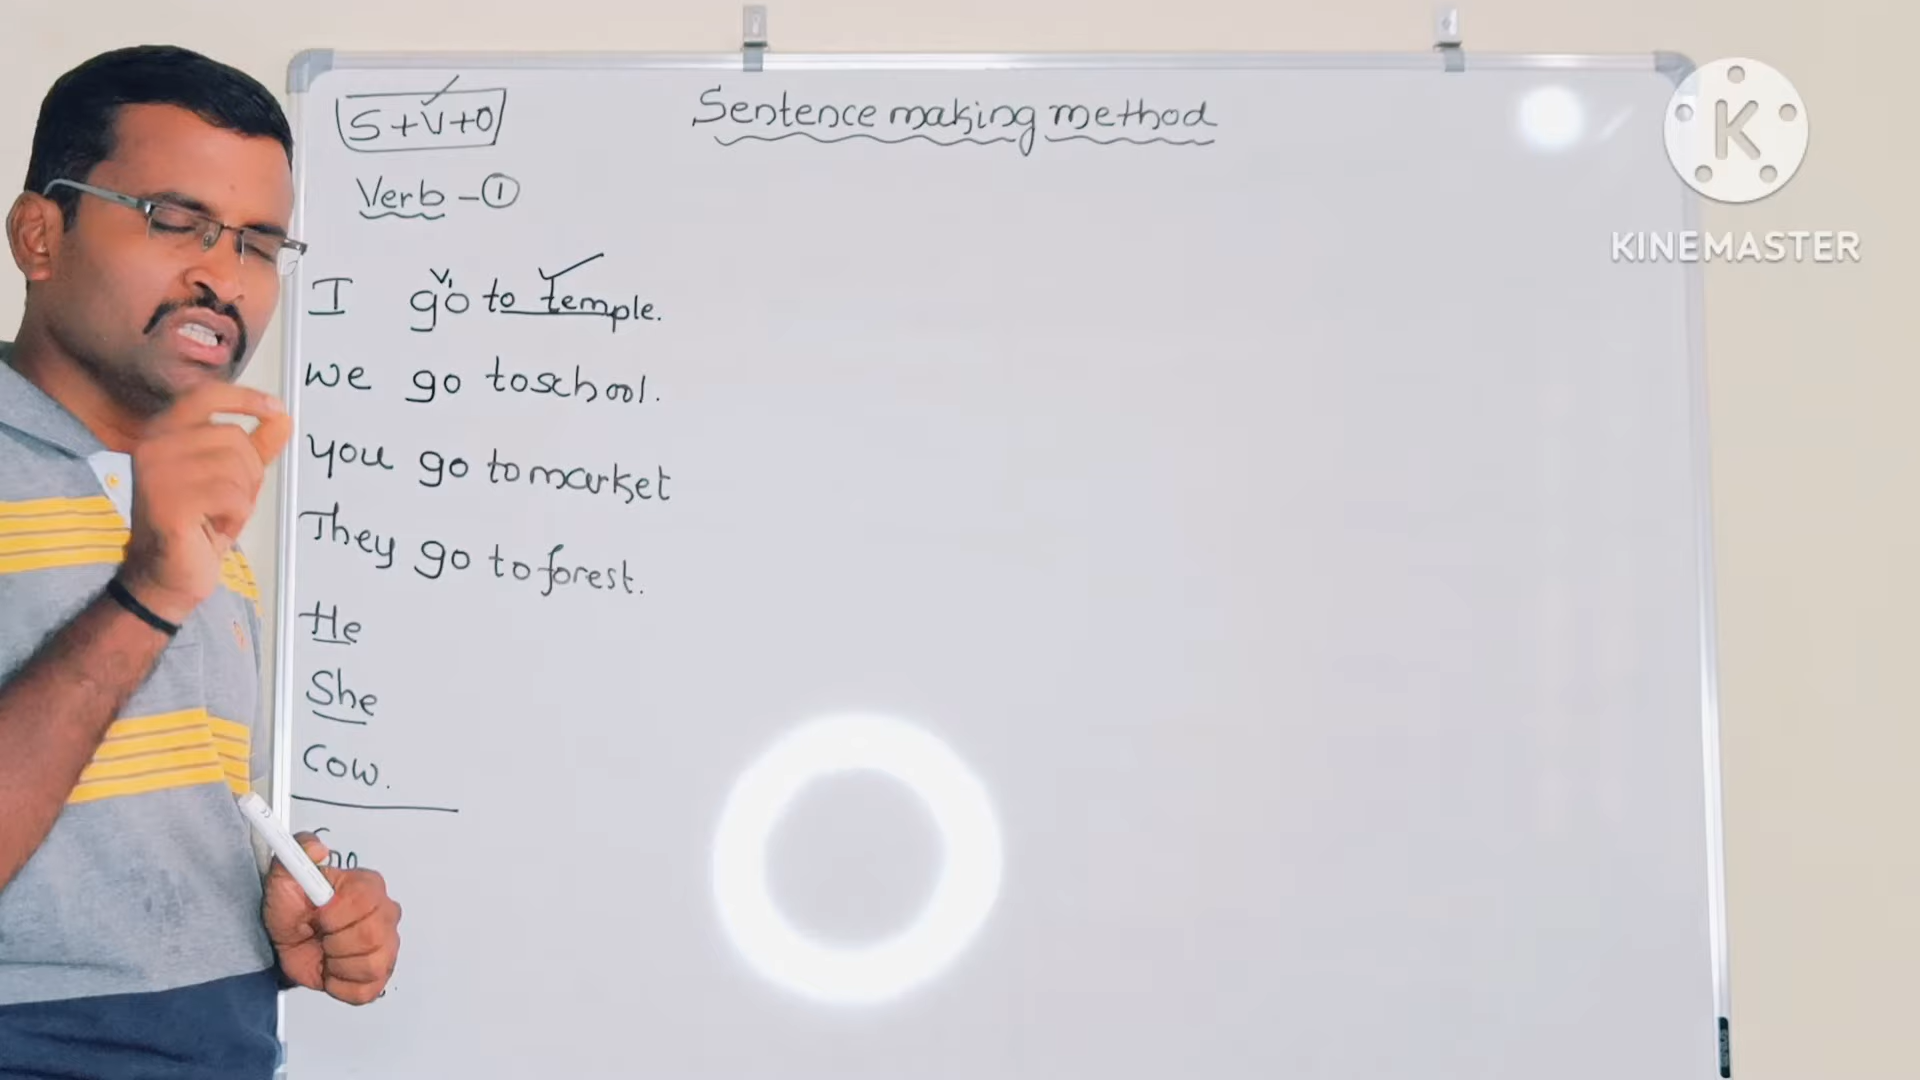 S+V+O
Sentence making method
Verb - ①
I go to temple.
V1
We go to school.
you go to market
They go to forest.
He
She
Cow.
K
KINEMASTER